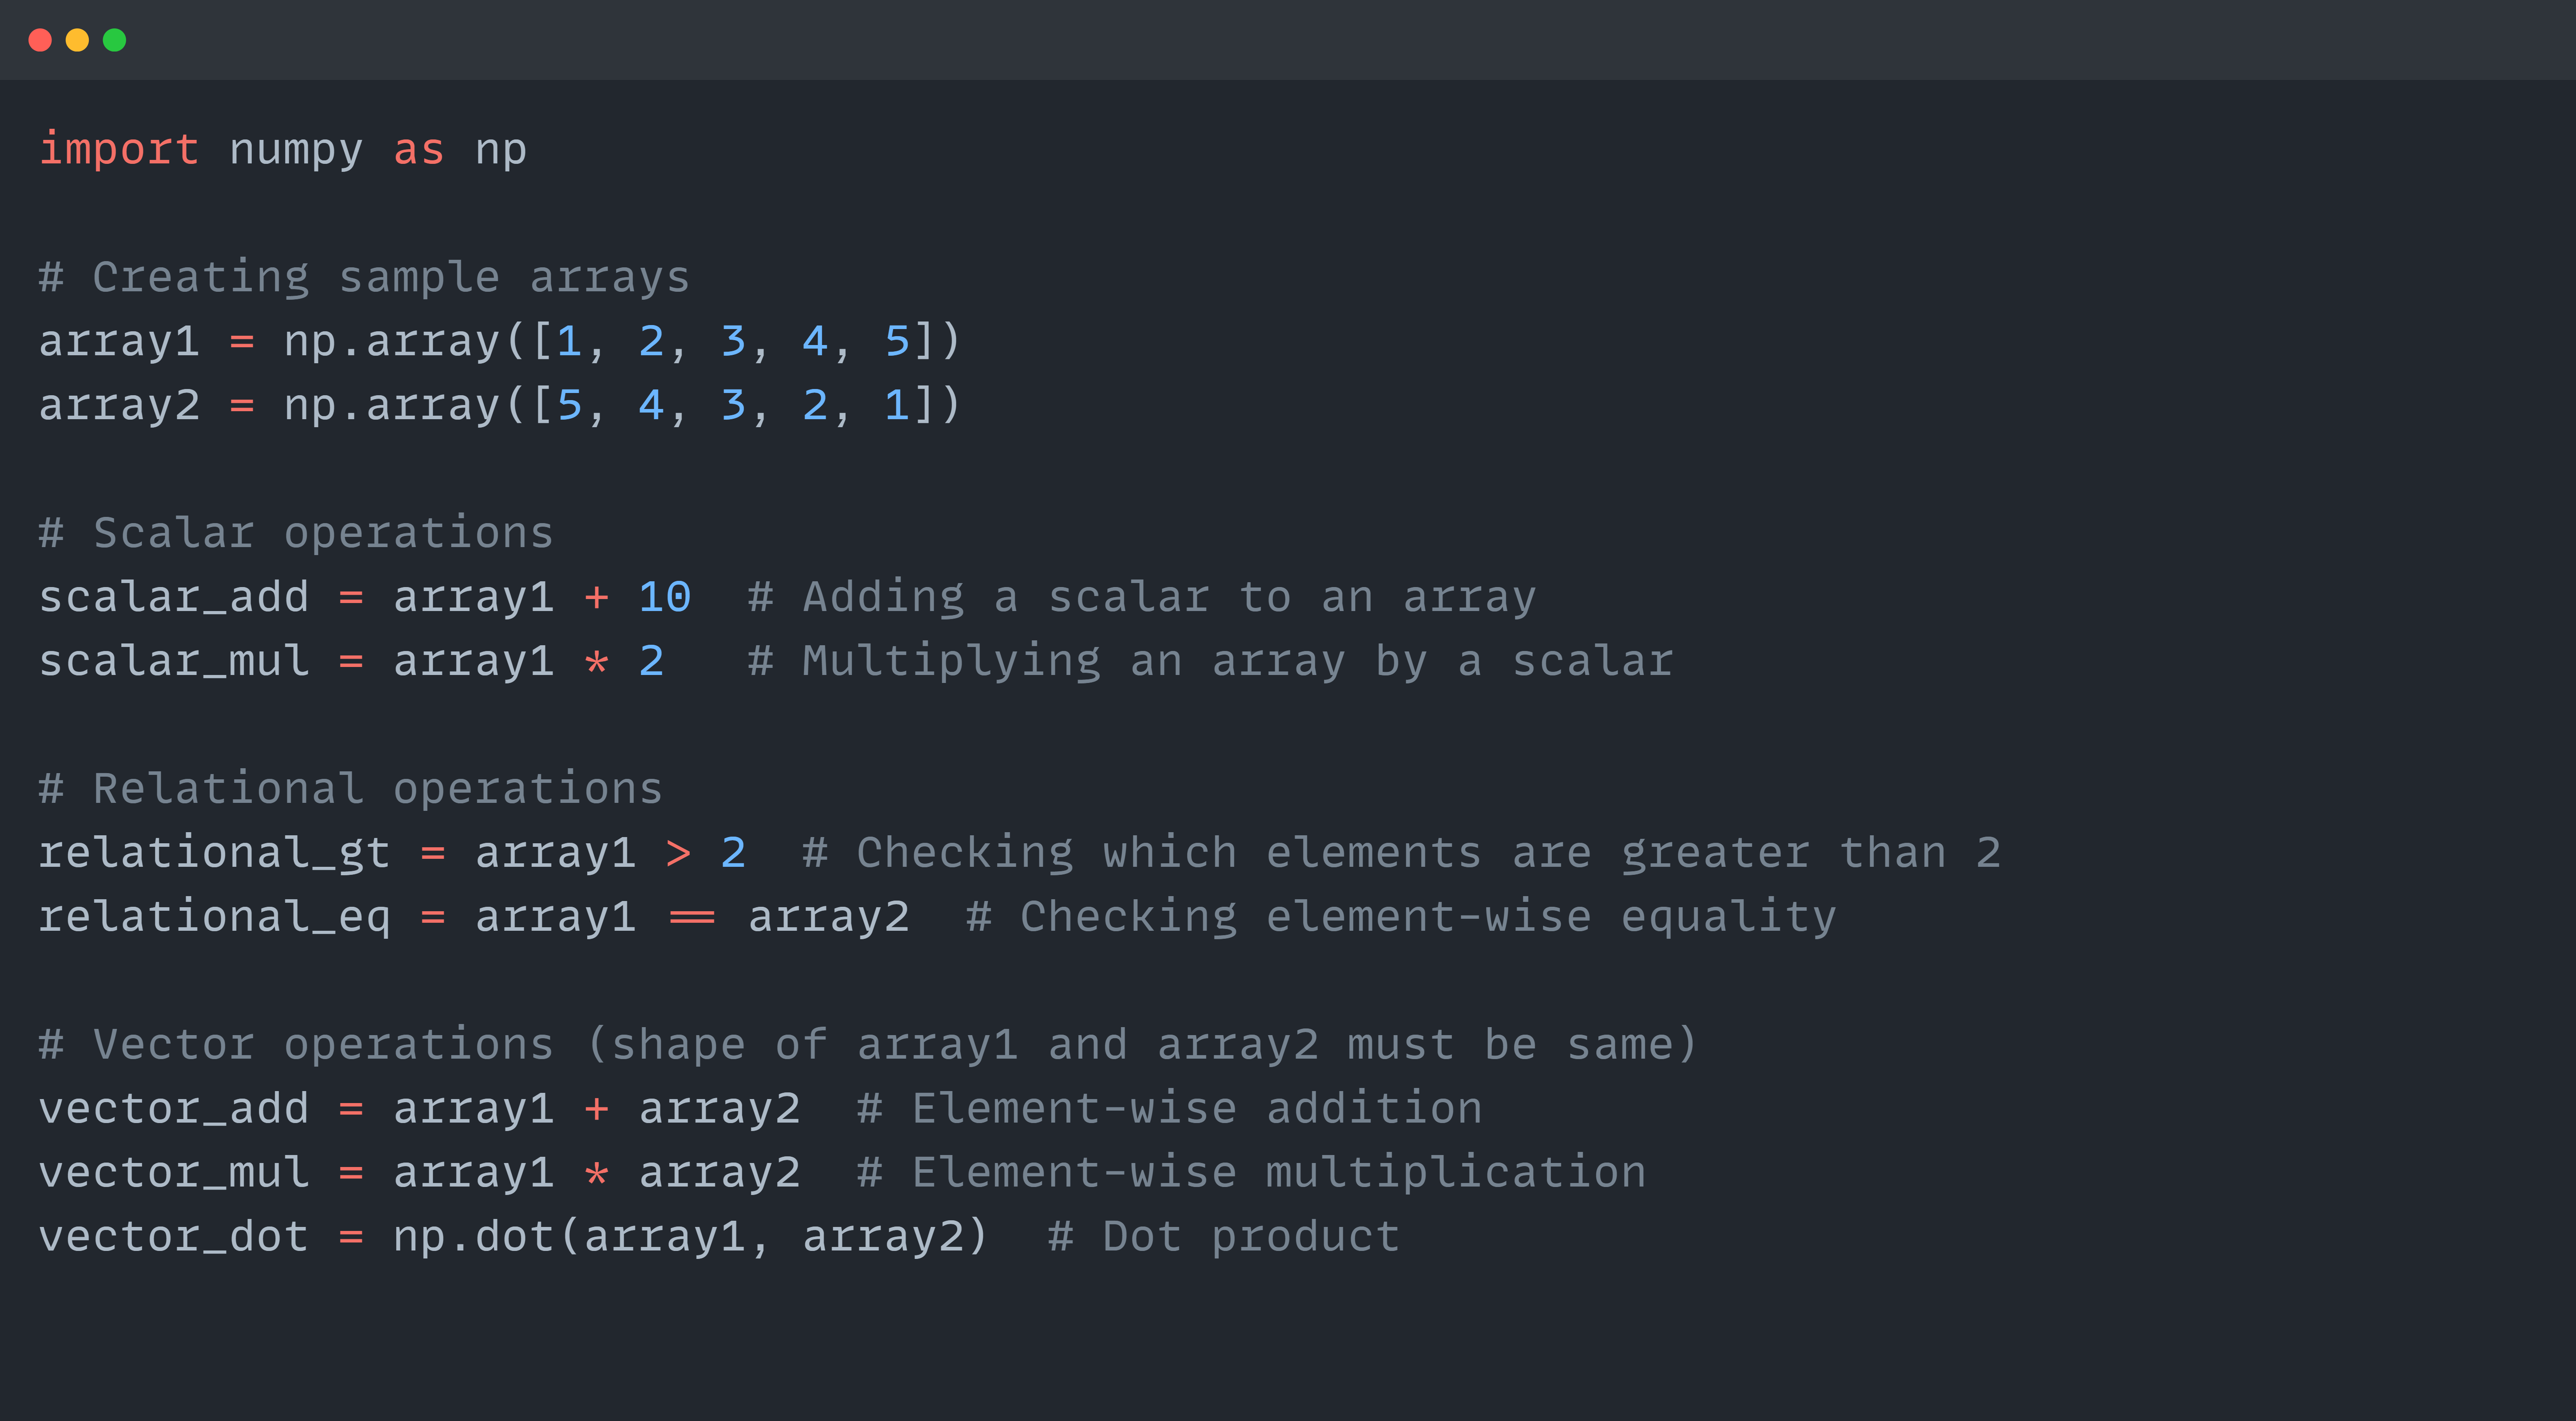 import numpy as np
# Creating sample arrays
array1 = np.array([1, 2, 3, 4, 5])
array2 = np.array([5, 4, 3, 2, 1])
# Scalar operations
scalar_add = array1 + 10  # Adding a scalar to an array
scalar_mul = array1 * 2   # Multiplying an array by a scalar
# Relational operations
relational_gt = array1 > 2  # Checking which elements are greater than 2
relational_eq = array1 == array2  # Checking element-wise equality
# Vector operations (shape of array1 and array2 must be same)
vector_add = array1 + array2  # Element-wise addition
vector_mul = array1 * array2  # Element-wise multiplication
vector_dot = np.dot(array1, array2)  # Dot product